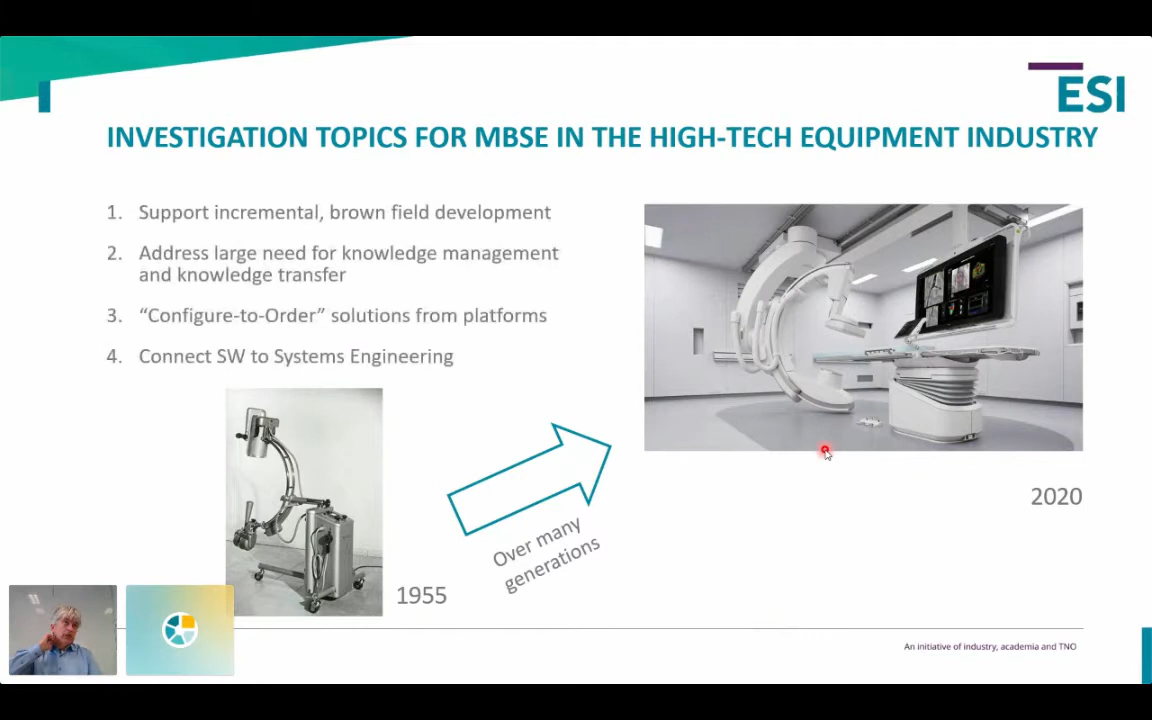 ESI
INVESTIGATION TOPICS FOR MBSE IN THE HIGH-TECH EQUIPMENT INDUSTRY
1. Support incremental, brown field development
2. Address large need for knowledge management
and knowledge transfer
3. “Configure-to-Order” solutions from platforms
4. Connect SW to Systems Engineering
2020
Over many
generations
1955
An initiative of industry, academia and TNO